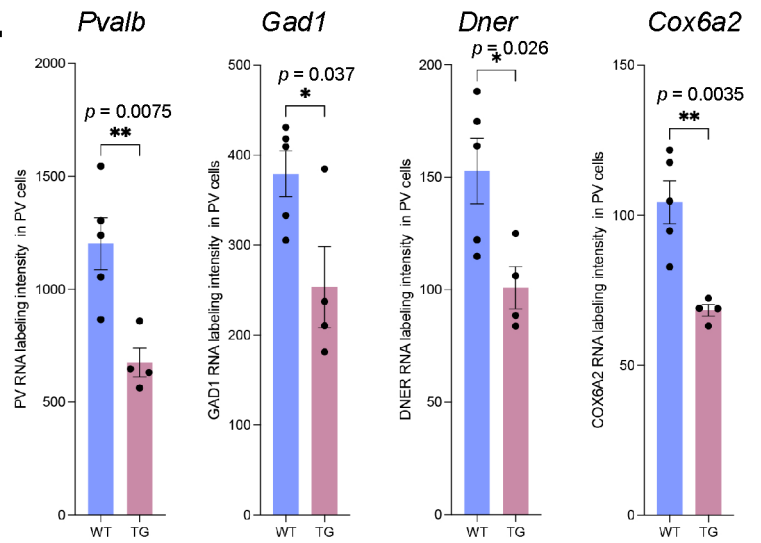 Pvalb
Gad1
Dner
Cox6a2
PV RNA labeling intensity in PV cells
2000
1500
1000
500
0
p = 0.0075
**
WT
TG
GAD1 RNA labeling intensity in PV cells
500
400
300
200
100
0
p = 0.037
*
WT
TG
DNER RNA labeling intensity in PV cells
200
150
100
50
0
p = 0.026
*
WT
TG
COX6A2 RNA labeling intensity in PV cells
150
100
50
0
p = 0.0035
**
WT
TG